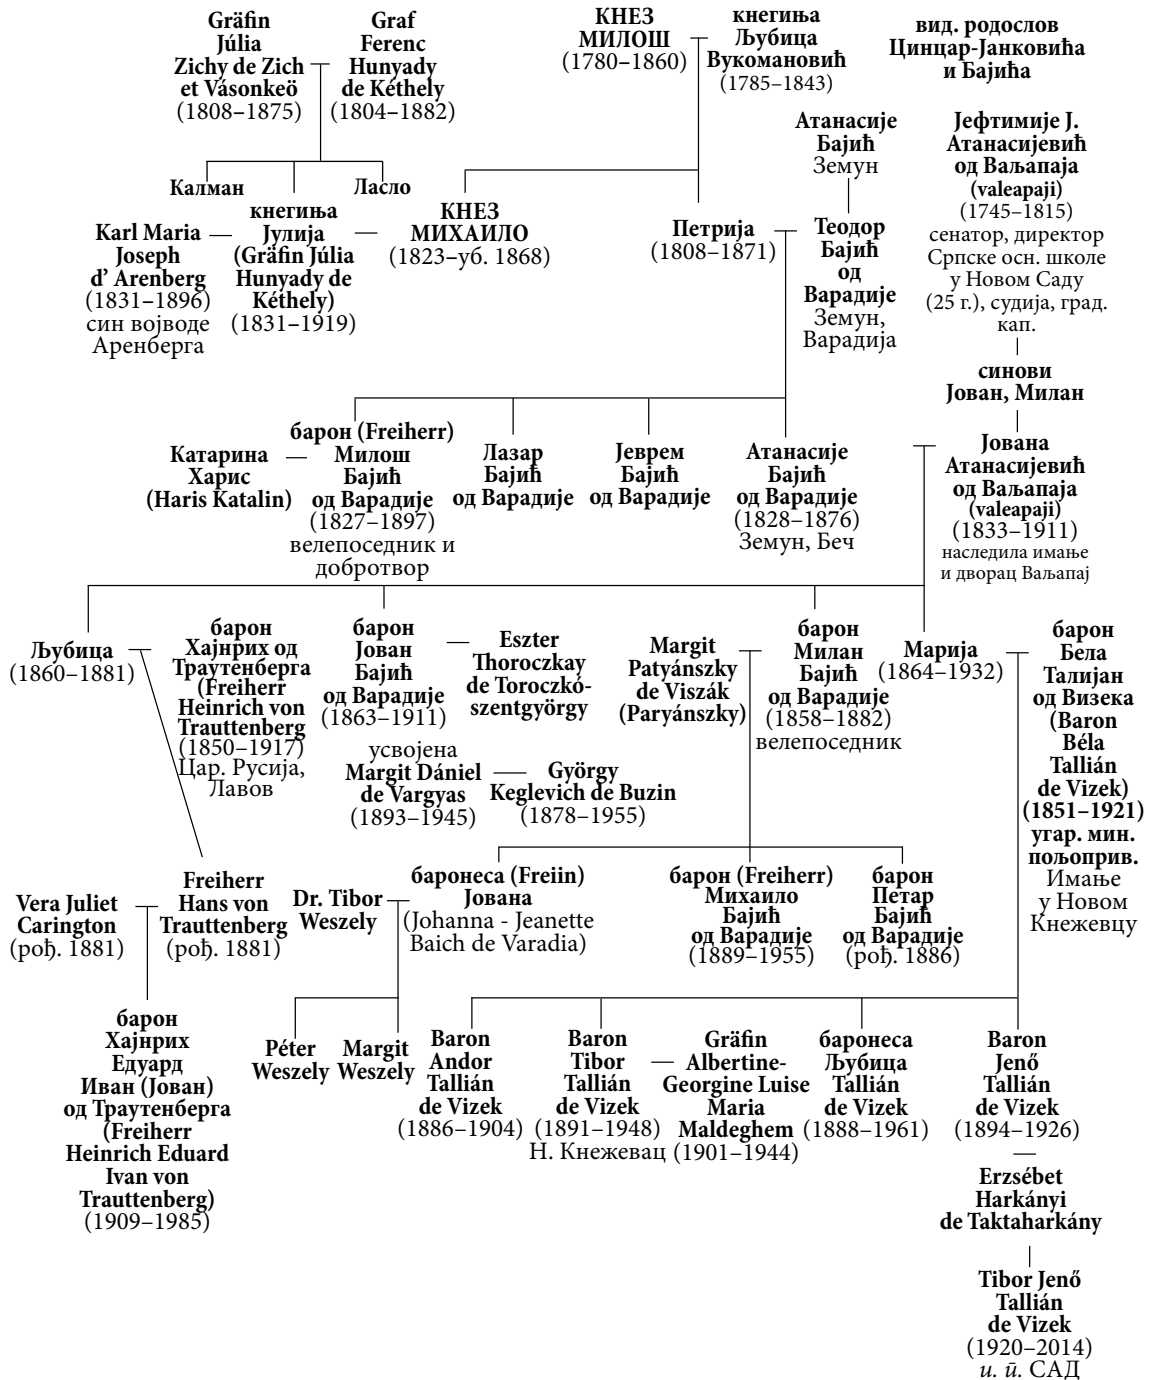 Gräfin
Júlia
Zichy de Zich
et Vásonkeö
(1808–1875)
Graf
Ferenc
Hunyady
de Kéthely
(1804–1882)
КНЕЗ
МИЛОШ
(1780–1860)
кнегиња
Љубица
Вукомановић
(1785–1843)
вид. родослов
Цинцар-Јанковића
и Бајића
Атанасије
Бајић
Земун
Јефтимије Ј.
Атанасијевић
од Ваљапаја
(valeapaji)
(1745–1815)
сенатор, директор
Српске осн. школе
у Новом Саду
(25 г.), судија, град.
кап.
Калман
Ласло
Karl Maria
Joseph
d’ Arenberg
(1831–1896)
син војводе
Аренберга
кнегиња
Јулија
(Gräfin Júlia
Hunyady de
Kéthely)
(1831–1919)
КНЕЗ
МИХАИЛО
(1823–уб. 1868)
Петрија
(1808–1871)
Теодор
Бајић
од
Варадије
Земун,
Варадија
синови
Јован, Милан
Катарина
Харис
(Haris Katalin)
барон (Freiherr)
Милош
Бајић
од Варадије
(1827–1897)
велепоседник и
добротвор
Лазар
Бајић
од Варадије
Јеврем
Бајић
од Варадије
Атанасије
Бајић
од Варадије
(1828–1876)
Земун, Беч
Јована
Атанасијевић
од Ваљапаја
(valeapaji)
(1833–1911)
наследила имање
и дворац Ваљапај
Љубица
(1860–1881)
барон
Хајнрих од
Траутенберга
(Freiherr
Heinrich von
Trauttenberg
(1850–1917)
Цар. Русија,
Лавов
барон
Јован
Бајић
од Варадије
(1863–1911)
Eszter
Thoroczkay
de Toroczkó-
szentgyörgy
усвојена
Margit Dániel
de Vargyas
(1893–1945)
György
Keglevich de Buzin
(1878–1955)
Margit
Patyánszky
de Viszák
(Paryánszky)
барон
Милан
Бајић
од Варадије
(1858–1882)
велепоседник
Марија
(1864–1932)
барон
Бела
Талијан
од Визека
(Baron
Béla
Tallián
de Vizek)
(1851–1921)
угар. мин.
пољоприв.
Имање
у Новом
Кнежевцу
Vera Juliet
Carington
(рођ. 1881)
Freiherr
Hans von
Trauttenberg
(рођ. 1881)
Dr. Tibor
Weszely
баронеса (Freiin)
Јована
(Johanna - Jeanette
Baich de Varadia)
барон (Freiherr)
Михаило
Бајић
од Варадије
(1889–1955)
барон
Петар
Бајић
од Варадије
(рођ. 1886)
барон
Хајнрих
Едуард
Иван (Јован)
од Траутенберга
(Freiherr
Heinrich Eduard
Ivan von
Trauttenberg)
(1909–1985)
Péter
Weszely
Margit
Weszely
Baron
Andor
Tallián
de Vizek
(1886–1904)
Baron
Tibor
Tallián
de Vizek
(1891–1948)
Н. Кнежевац
Gräfin
Albertine-
Georgine Luise
Maria
Maldeghem
(1901–1944)
баронеса
Љубица
Tallián
de Vizek
(1888–1961)
Baron
Jenő
Tallián
de Vizek
(1894–1926)
Erzsébet
Harkányi
de Taktaharkány
Tibor Jenő
Tallián
de Vizek
(1920–2014)
и. й. САД